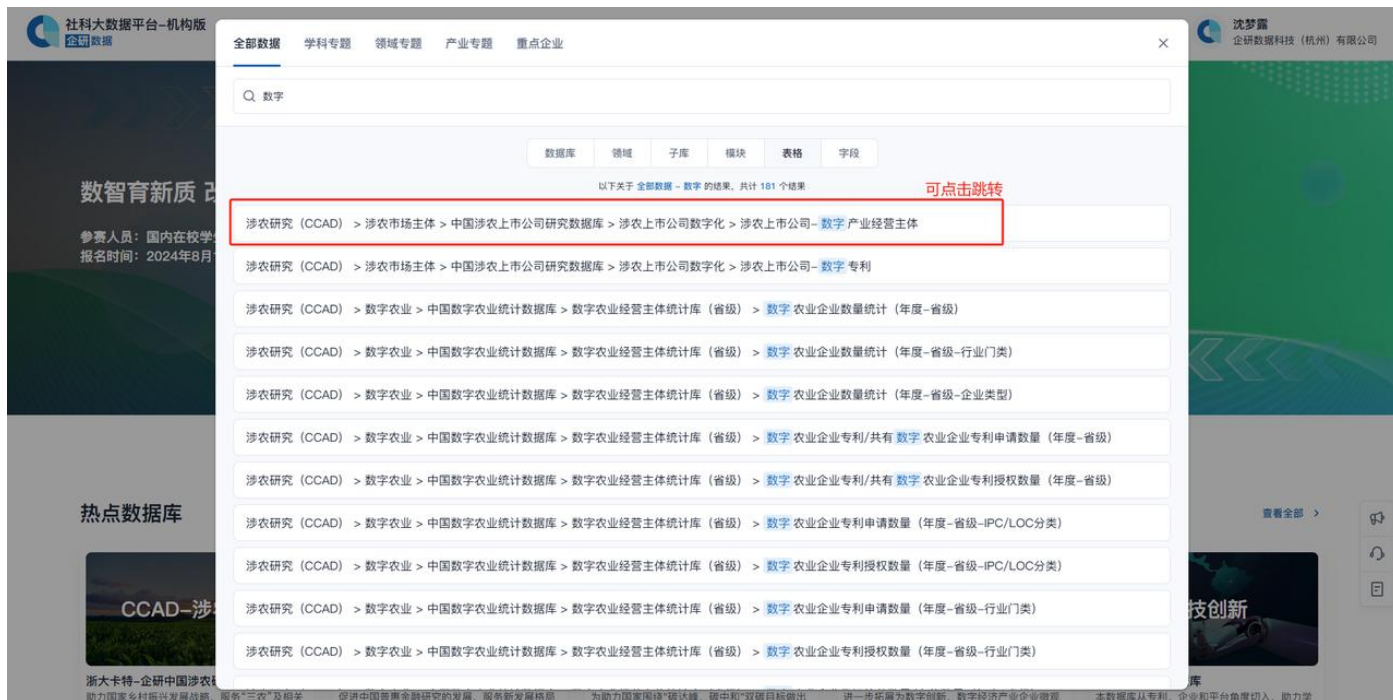 社科大数据平台-机构版
企研数据
沈梦露
企研数据科技（杭州）有限公司
全部数据 学科专题 领域专题 产业专题 重点企业
数字
数据库 领域 子库 模块 表格 字段
以下关于 全部数据 - 数字 的结果，共计 181 个结果
可点击跳转
数智育新质 
参赛人员：国内在校学
报名时间：2024年8月
涉农研究（CCAD） > 涉农市场主体 > 中国涉农上市公司研究数据库 > 涉农上市公司数字化 > 涉农上市公司-数字产业经营主体
涉农研究（CCAD） > 涉农市场主体 > 中国涉农上市公司研究数据库 > 涉农上市公司数字化 > 涉农上市公司-数字专利
涉农研究（CCAD） > 数字农业 > 中国数字农业统计数据库 > 数字农业经营主体统计库（省级） > 数字农业企业数量统计（年度-省级）
涉农研究（CCAD） > 数字农业 > 中国数字农业统计数据库 > 数字农业经营主体统计库（省级） > 数字农业企业数量统计（年度-省级-行业门类）
涉农研究（CCAD） > 数字农业 > 中国数字农业统计数据库 > 数字农业经营主体统计库（省级） > 数字农业企业数量统计（年度-省级-企业类型）
涉农研究（CCAD） > 数字农业 > 中国数字农业统计数据库 > 数字农业经营主体统计库（省级） > 数字农业企业专利/共有数字农业企业专利申请数量（年度-省级）
涉农研究（CCAD） > 数字农业 > 中国数字农业统计数据库 > 数字农业经营主体统计库（省级） > 数字农业企业专利/共有数字农业企业专利授权数量（年度-省级）
涉农研究（CCAD） > 数字农业 > 中国数字农业统计数据库 > 数字农业经营主体统计库（省级） > 数字农业企业专利申请数量（年度-省级-IPC/LOC分类）
涉农研究（CCAD） > 数字农业 > 中国数字农业统计数据库 > 数字农业经营主体统计库（省级） > 数字农业企业专利授权数量（年度-省级-IPC/LOC分类）
涉农研究（CCAD） > 数字农业 > 中国数字农业统计数据库 > 数字农业经营主体统计库（省级） > 数字农业企业专利申请数量（年度-省级-行业门类）
涉农研究（CCAD） > 数字农业 > 中国数字农业统计数据库 > 数字农业经营主体统计库（省级） > 数字农业企业专利授权数量（年度-省级-行业门类）
热点数据库
查看全部 >
CCAD-涉
技创新
浙大卡特-企研中国涉农
库